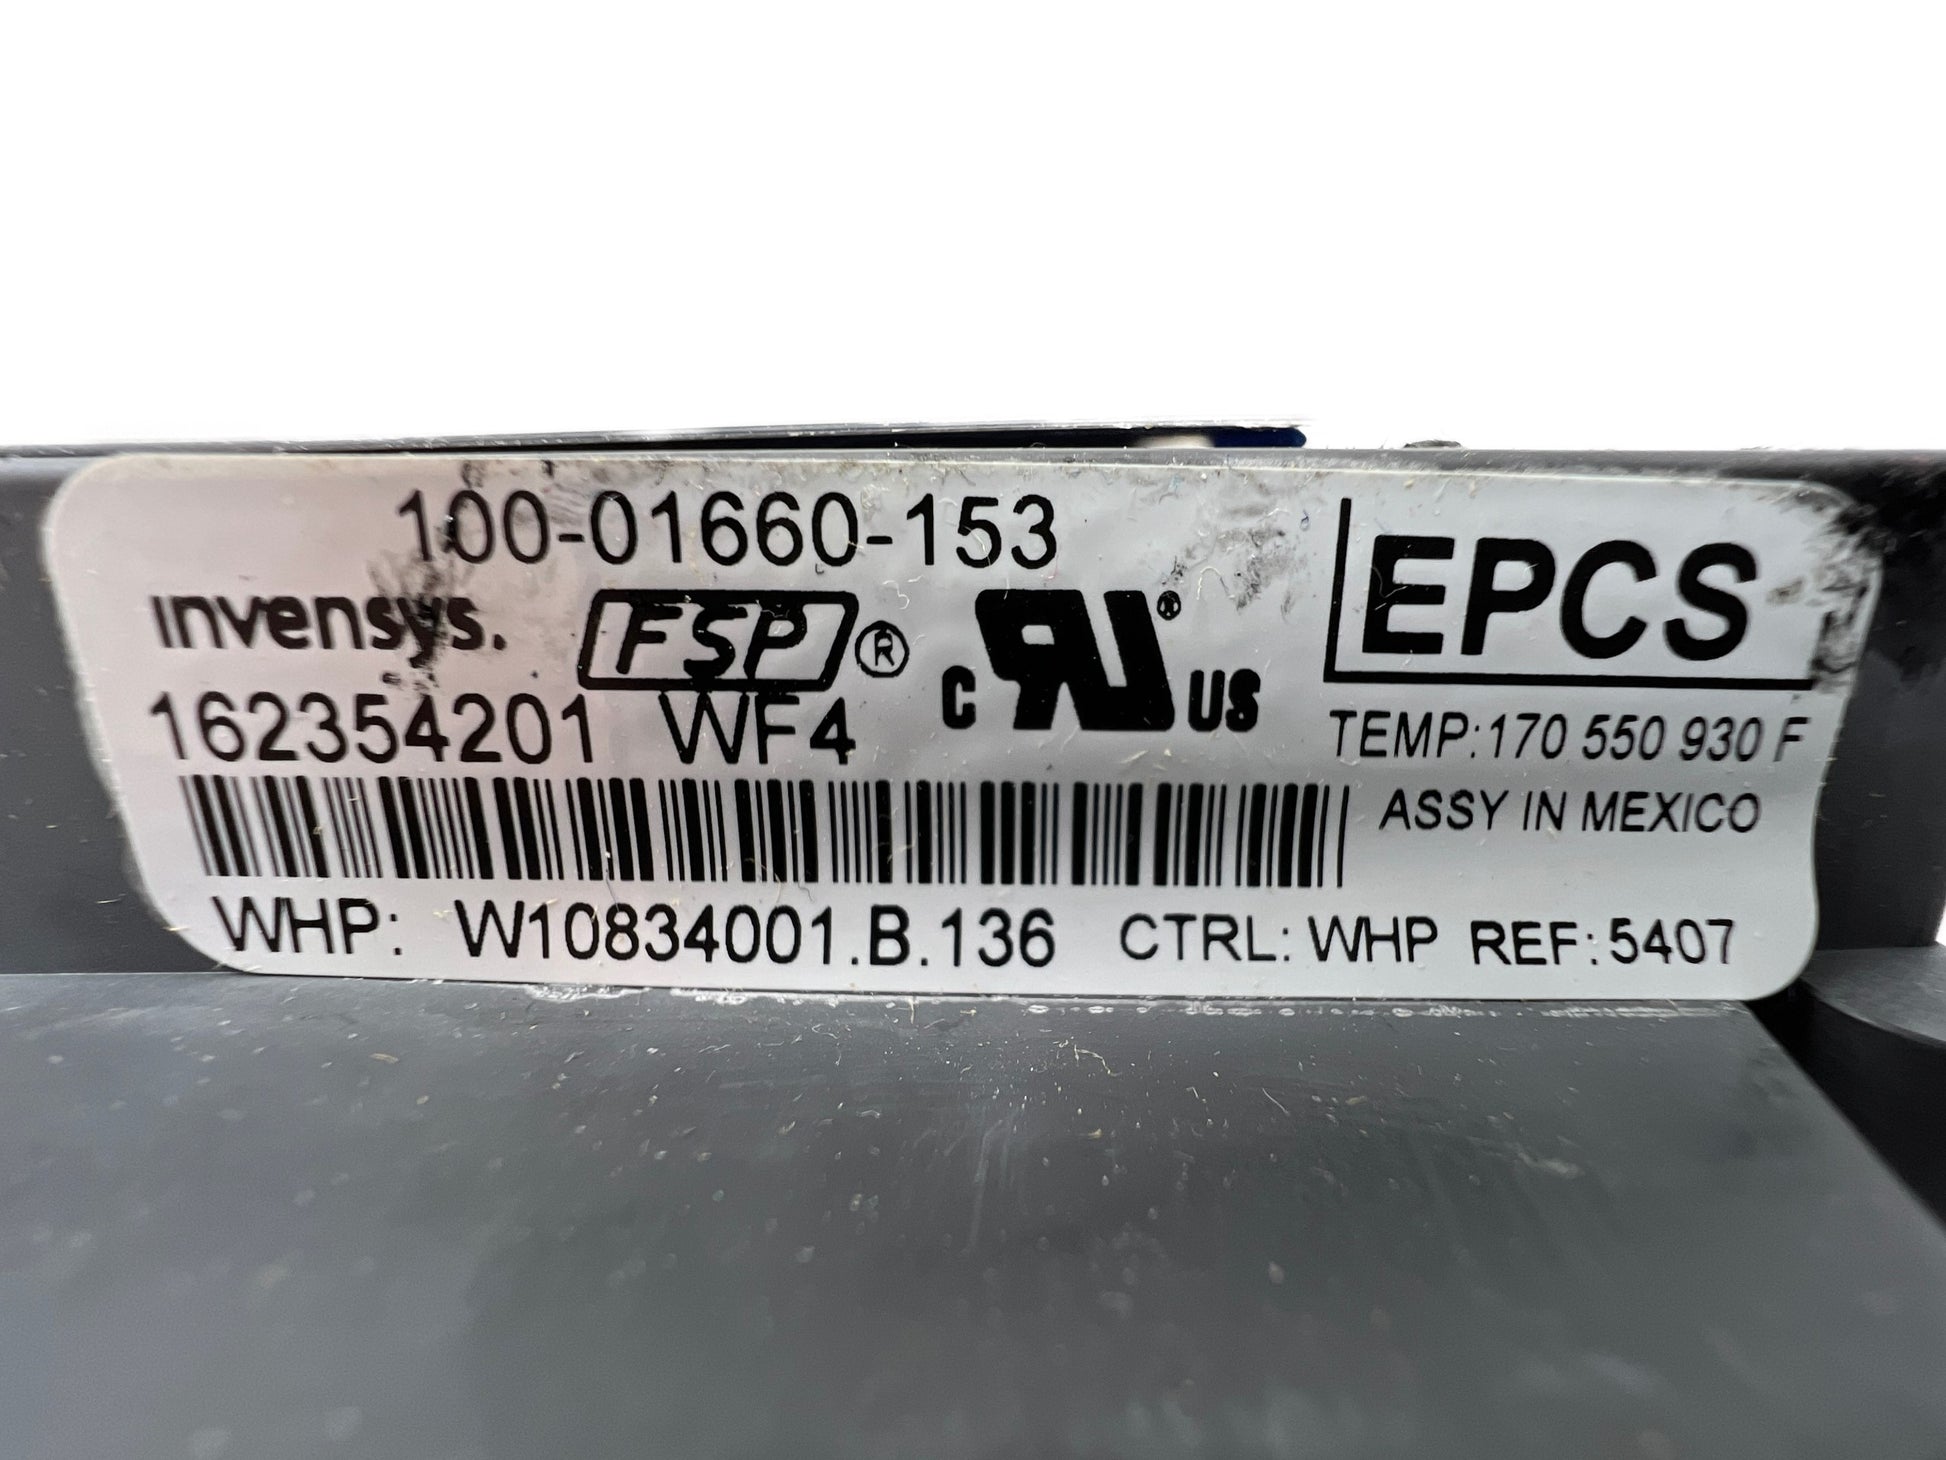 100-01660-153
invensys. FSP® c RU® US
EPCS
162354201 WF4
TEMP:170 550 930 F
ASSY IN MEXICO
WHP: W10834001.B.136 CTRL: WHP REF:5407